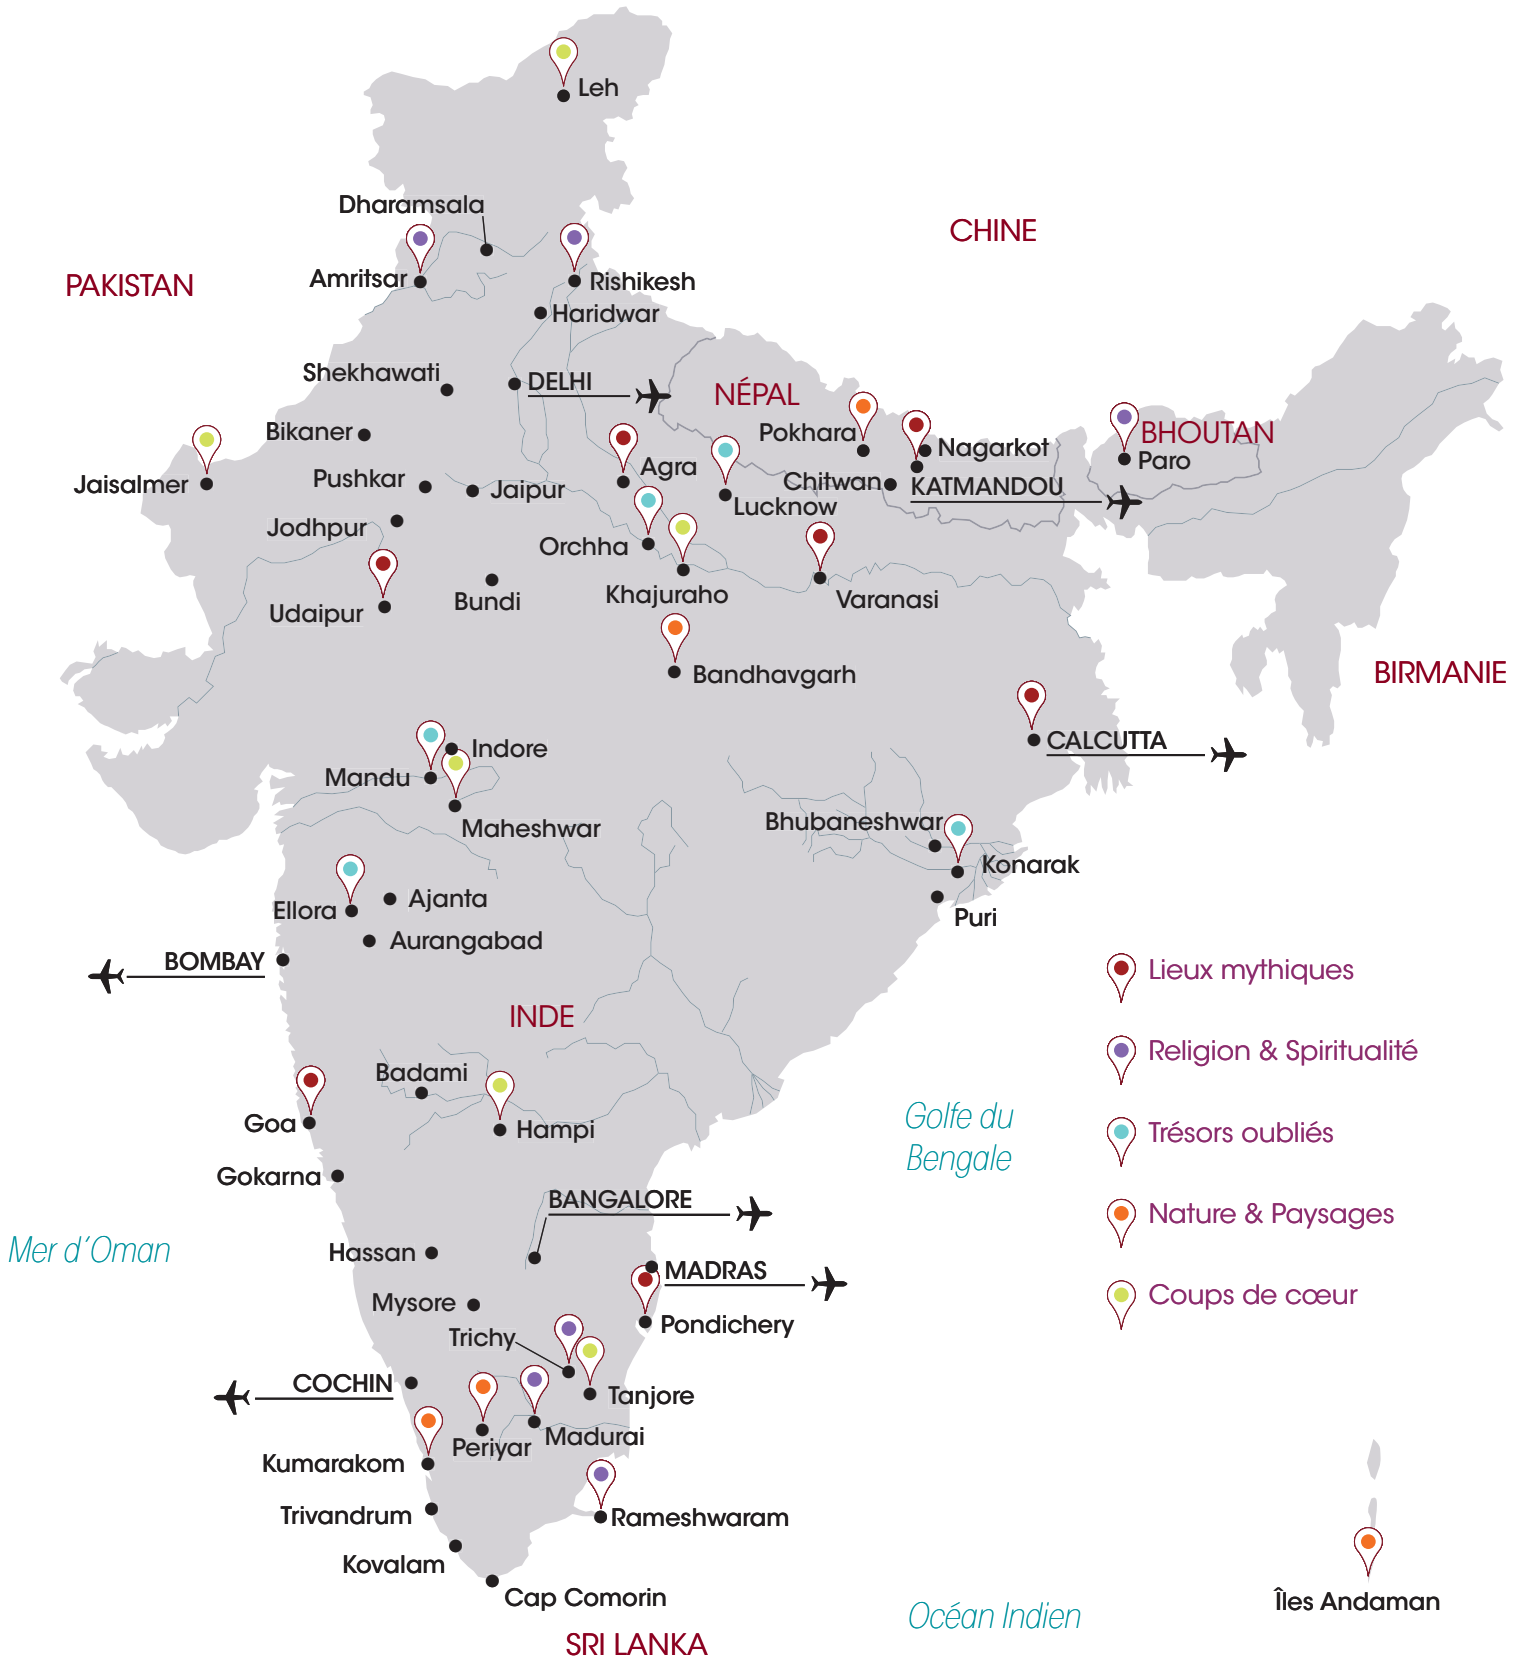 Leh
Dharamsala
CHINE
PAKISTAN
Amritsar
Rishikesh
Haridwar
Shekhawati
DELHI
NÉPAL
Bikaner
Pokhara
Nagarkot
BHOUTAN
Paro
Jaisalmer
Pushkar
Jaipur
Agra
Chitwan
KATMANDOU
Lucknow
Jodhpur
Orchha
Khajuraho
Varanasi
Udaipur
Bundi
Bandhavgarh
BIRMANIE
CALCUTTA
Indore
Mandu
Maheshwar
Bhubaneshwar
Konarak
Ellora
Ajanta
Puri
Aurangabad
BOMBAY
Lieux mythiques
INDE
Religion & Spiritualité
Badami
Goa
Hampi
Golfe du
Bengale
Trésors oubliés
Gokarna
BANGALORE
Nature & Paysages
Mer d'Oman
Hassan
MADRAS
Coups de cœur
Mysore
Pondichery
Trichy
COCHIN
Tanjore
Periyar
Madurai
Kumarakom
Trivandrum
Rameshwaram
Kovalam
Cap Comorin
Îles Andaman
Océan Indien
SRI LANKA